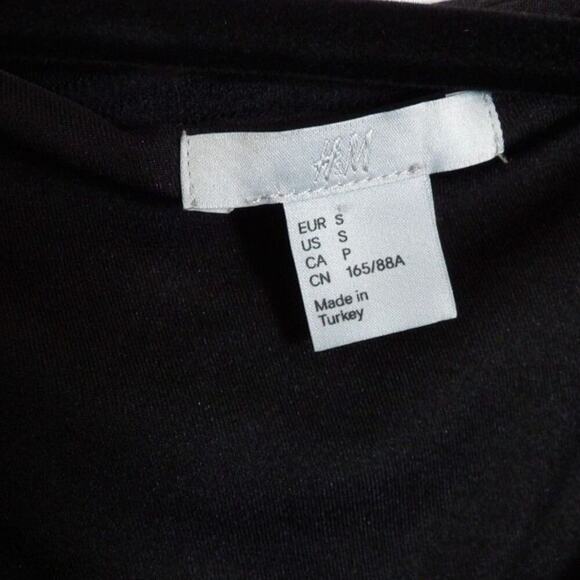 H&M
EUR S
US S
CA P
CN 165/88A
Made in
Turkey